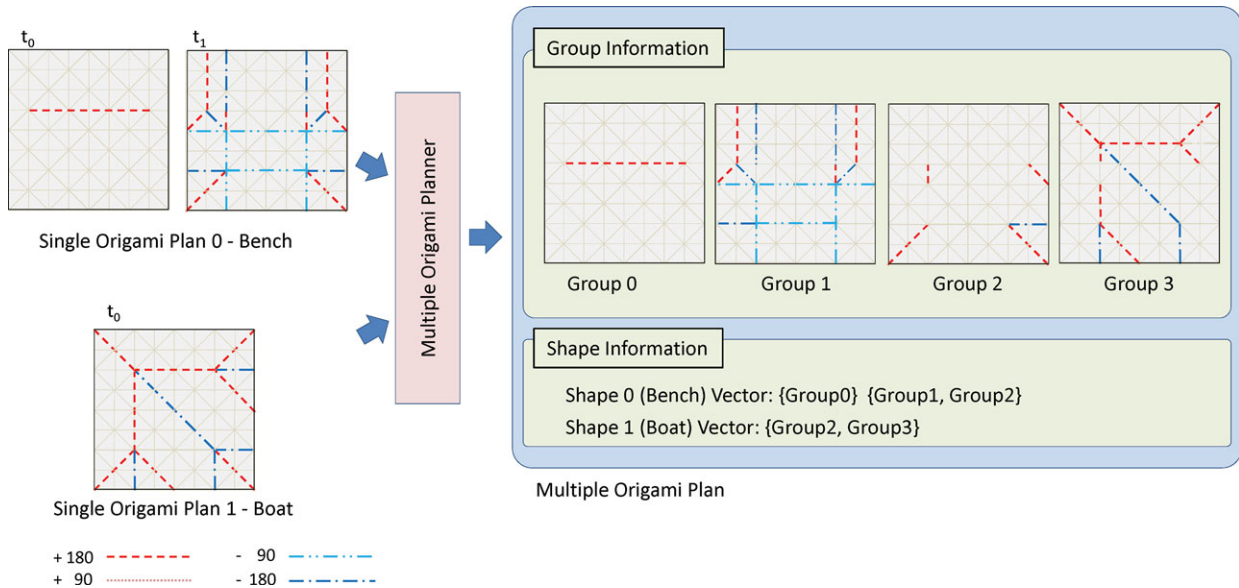 t0
t1
Single Origami Plan 0 - Bench
t0
Single Origami Plan 1 - Boat
+ 180
- 90
+ 90
- 180
Multiple Origami Planner
Group Information
Group 0
Group 1
Group 2
Group 3
Shape Information
Shape 0 (Bench) Vector: {Group0} {Group1, Group2}
Shape 1 (Boat) Vector: {Group2, Group3}
Multiple Origami Plan